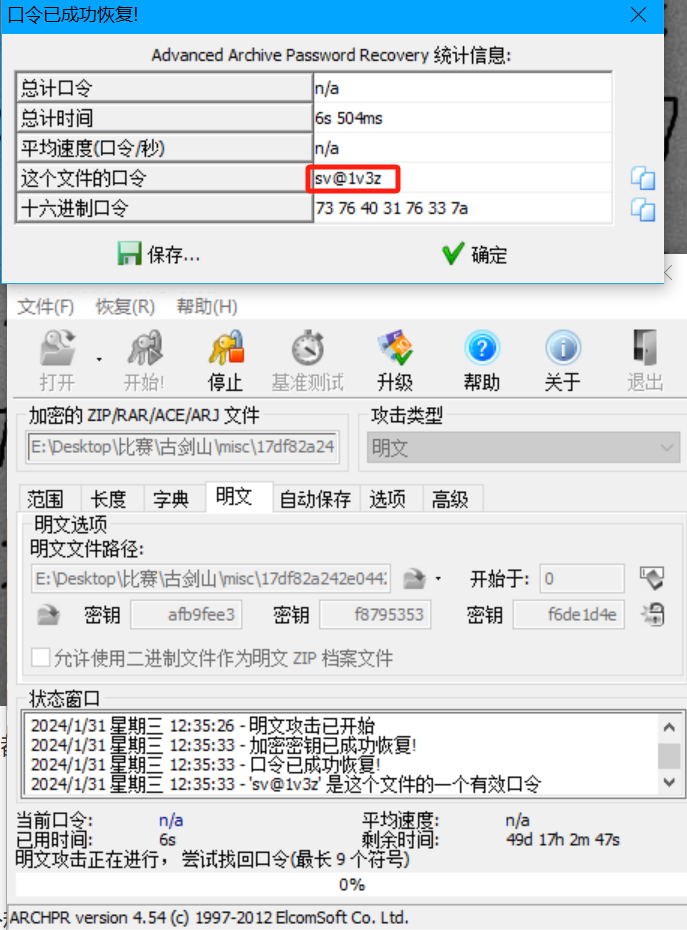 口令已成功恢复!
Advanced Archive Password Recovery 统计信息:
总计口令 n/a
总计时间 6s 504ms
平均速度(口令/秒) n/a
这个文件的口令 sv@1v3z
十六进制口令 73 76 40 31 76 33 7a
保存... 确定
文件(F) 恢复(R) 帮助(H)
打开 开始! 停止 基准测试 升级 帮助 关于 退出
加密的 ZIP/RAR/ACE/ARJ 文件 攻击类型
E:\Desktop\比赛\古剑山\misc\17df82a24 明文
范围 长度 字典 明文 自动保存 选项 高级
明文选项
明文文件路径:
E:\Desktop\比赛\古剑山\misc\17df82a242e044 开始于: 0
密钥 afb9fee3 密钥 f8795353 密钥 f6de1d4e
允许使用二进制文件作为明文 ZIP 档案文件
状态窗口
2024/1/31 星期三 12:35:26 - 明文攻击已开始
2024/1/31 星期三 12:35:33 - 加密密钥已成功恢复!
2024/1/31 星期三 12:35:33 - 口令已成功恢复!
2024/1/31 星期三 12:35:33 - 'sv@1v3z' 是这个文件的一个有效口令
当前口令: n/a 平均速度: n/a
已用时间: 6s 剩余时间: 49d 17h 2m 47s
明文攻击正在进行，尝试找回口令(最长 9 个符号)
0%
ARCHPR version 4.54 (c) 1997-2012 ElcomSoft Co. Ltd.